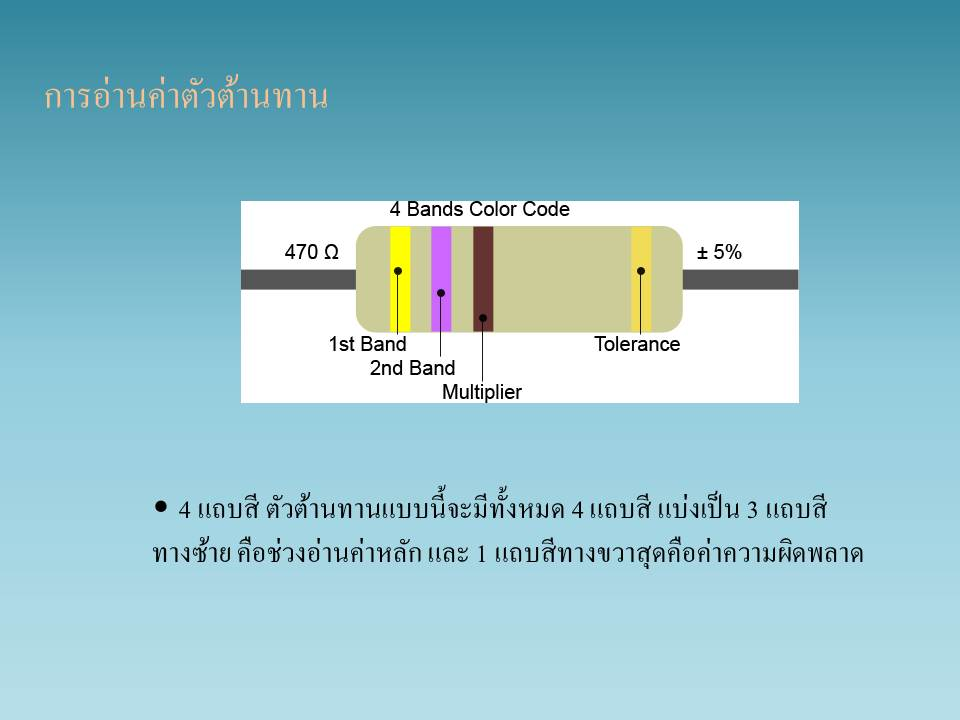 การอ่านค่าตัวต้านทาน
4 Bands Color Code
470 Ω
± 5%
1st Band
Tolerance
2nd Band
Multiplier
• 4 แถบสี ตัวต้านทานแบบนี้จะมีทั้งหมด 4 แถบสี แบ่งเป็น 3 แถบสี
ทางซ้าย คือช่วงอ่านค่าหลัก และ 1 แถบสีทางขวาสุดคือค่าความผิดพลาด